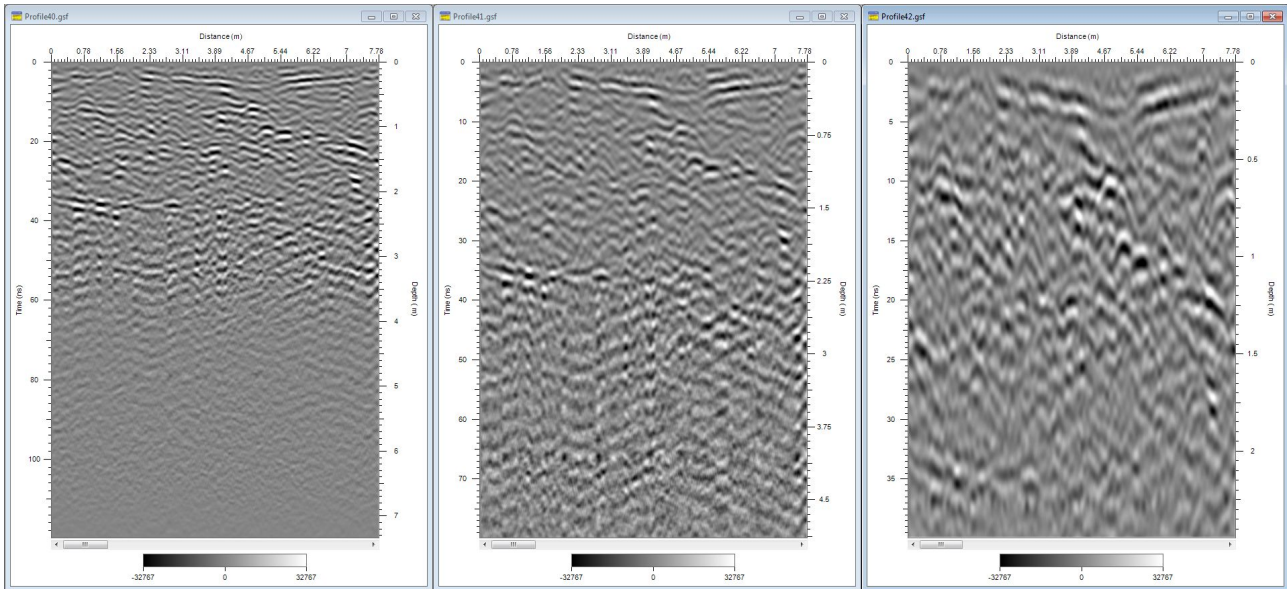 Profile40.gsf
Distance (m)
0 0.78 1.56 2.33 3.11 3.89 4.67 5.44 6.22 7 7.78
0 20 40 60 80 100
Time (ns)
0 1 2 3 4 5 6 7
Depth ( m)
-32767 0 32767
Profile41.gsf
Distance (m)
0 0.78 1.56 2.33 3.11 3.89 4.67 5.44 6.22 7 7.78
0 10 20 30 40 50 60 70
Time (ns)
0 0.75 1.5 2.25 3 3.75 4.5
Depth ( m)
-32767 0 32767
Profile42.gsf
Distance (m)
0 0.78 1.56 2.33 3.11 3.89 4.67 5.44 6.22 7 7.78
0 5 10 15 20 25 30 35
Time (ns)
0 0.5 1 1.5 2
Depth ( m)
-32767 0 32767